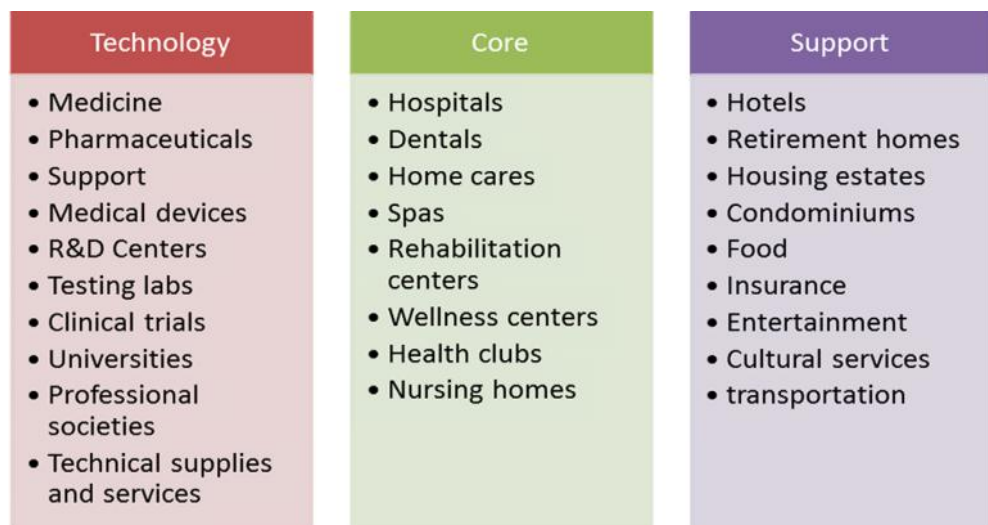 Technology
• Medicine
• Pharmaceuticals
• Support
• Medical devices
• R&D Centers
• Testing labs
• Clinical trials
• Universities
• Professional
societies
• Technical supplies
and services
Core
• Hospitals
• Dentals
• Home cares
• Spas
• Rehabilitation
centers
• Wellness centers
• Health clubs
• Nursing homes
Support
• Hotels
• Retirement homes
• Housing estates
• Condominiums
• Food
• Insurance
• Entertainment
• Cultural services
• transportation